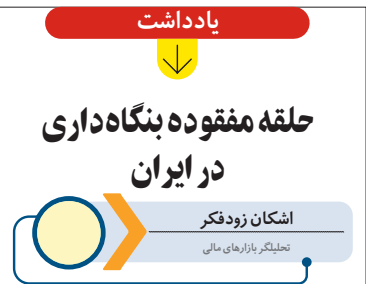 یادداشت
حلقه مفقوده بنگاه‌داری
در ایران
اشکان زودفکر
تحلیلگر بازارهای مالی